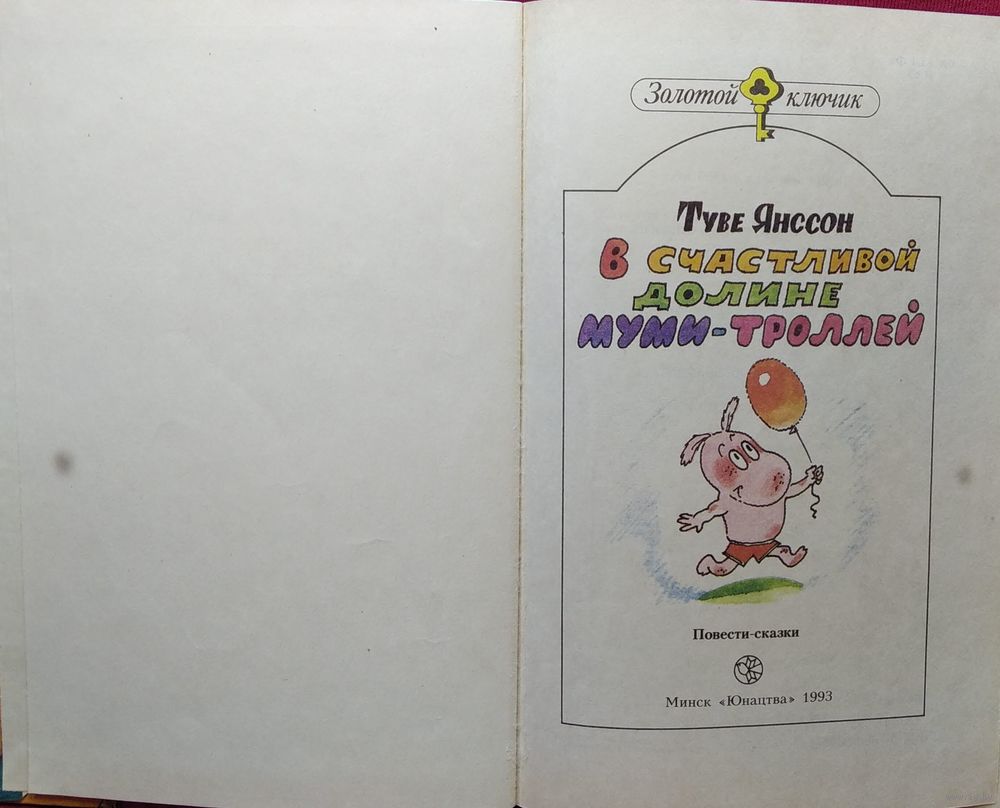 Золотой ключик
Туве Янссон
В счастливой
долине
муми-троллей
Повести-сказки
Минск «Юнацтва» 1993